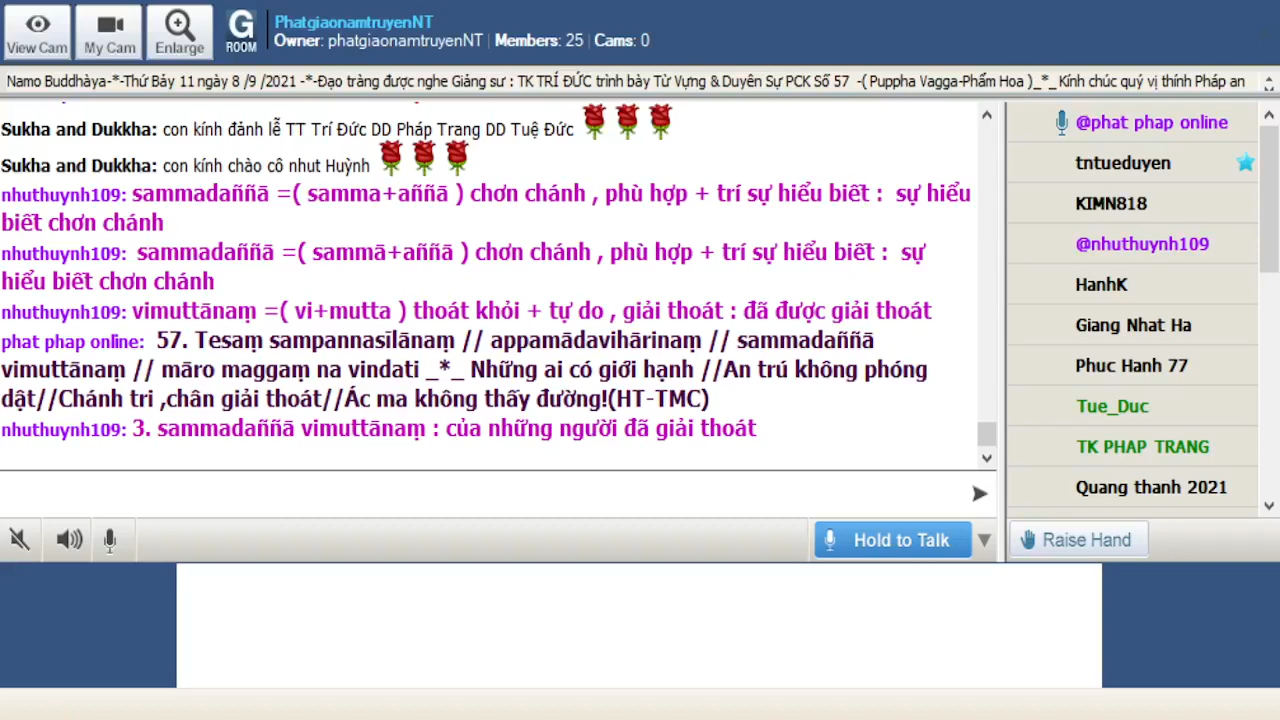 View Cam
My Cam
Enlarge
G
ROOM
PhatgiaonamtruyenNT
Owner: phatgiaonamtruyenNT | Members: 25 | Cams: 0
Namo Buddhàya-*-Thứ Bảy 11 ngày 8 /9 /2021 -*-Đạo tràng được nghe Giảng sư : TK TRÍ ĐỨC trình bày Từ Vựng & Duyên Sự PCK Số 57 -( Puppha Vagga-Phẩm Hoa )_*_Kính chúc quý vị thính Pháp an
Sukha and Dukkha: con kính đảnh lễ TT Trí Đức DD Pháp Trang DD Tuệ Đức
Sukha and Dukkha: con kính chào cô nhut Huỳnh
nhuthuynh109: sammadaññā =( samma+aññā ) chơn chánh , phù hợp + trí sự hiểu biết : sự hiểu
biết chơn chánh
nhuthuynh109: sammadaññā =( sammā+aññā ) chơn chánh , phù hợp + trí sự hiểu biết : sự
hiểu biết chơn chánh
nhuthuynh109: vimuttānaṃ =( vi+mutta ) thoát khỏi + tự do , giải thoát : đã được giải thoát
phat phap online: 57. Tesaṃ sampannasīlānaṃ // appamādavihārinaṃ // sammadaññā
vimuttānaṃ // māro maggaṃ na vindati _*_ Những ai có giới hạnh //An trú không phóng
dật//Chánh tri ,chân giải thoát//Ác ma không thấy đường!(HT-TMC)
nhuthuynh109: 3. sammadaññā vimuttānaṃ : của những người đã giải thoát
@phat phap online
tntueduyen
KIMN818
@nhuthuynh109
HanhK
Giang Nhat Ha
Phuc Hanh 77
Tue_Duc
TK PHAP TRANG
Quang thanh 2021
Hold to Talk
Raise Hand